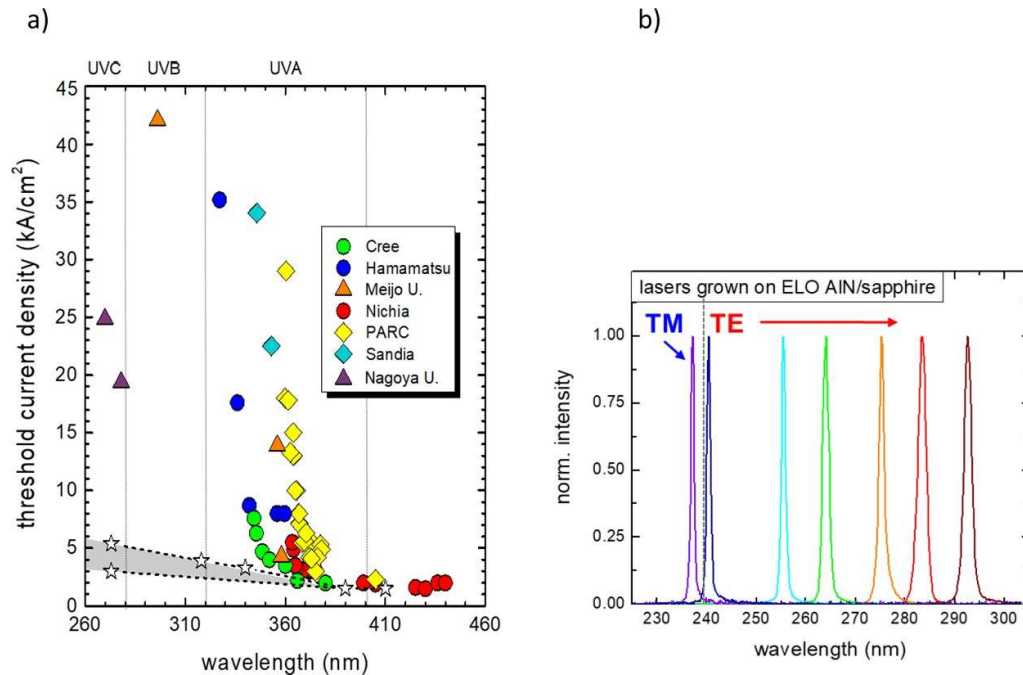 a)
UVC UVB UVA
45
40
35
30
25
20
15
10
5
0
threshold current density (kA/cm²)
Cree
Hamamatsu
Meijo U.
Nichia
PARC
Sandia
Nagoya U.
260 310 360 410 460
wavelength (nm)
b)
lasers grown on ELO AlN/sapphire
TM TE
1.00
0.75
0.50
0.25
0.00
norm. intensity
230 240 250 260 270 280 290 300
wavelength (nm)